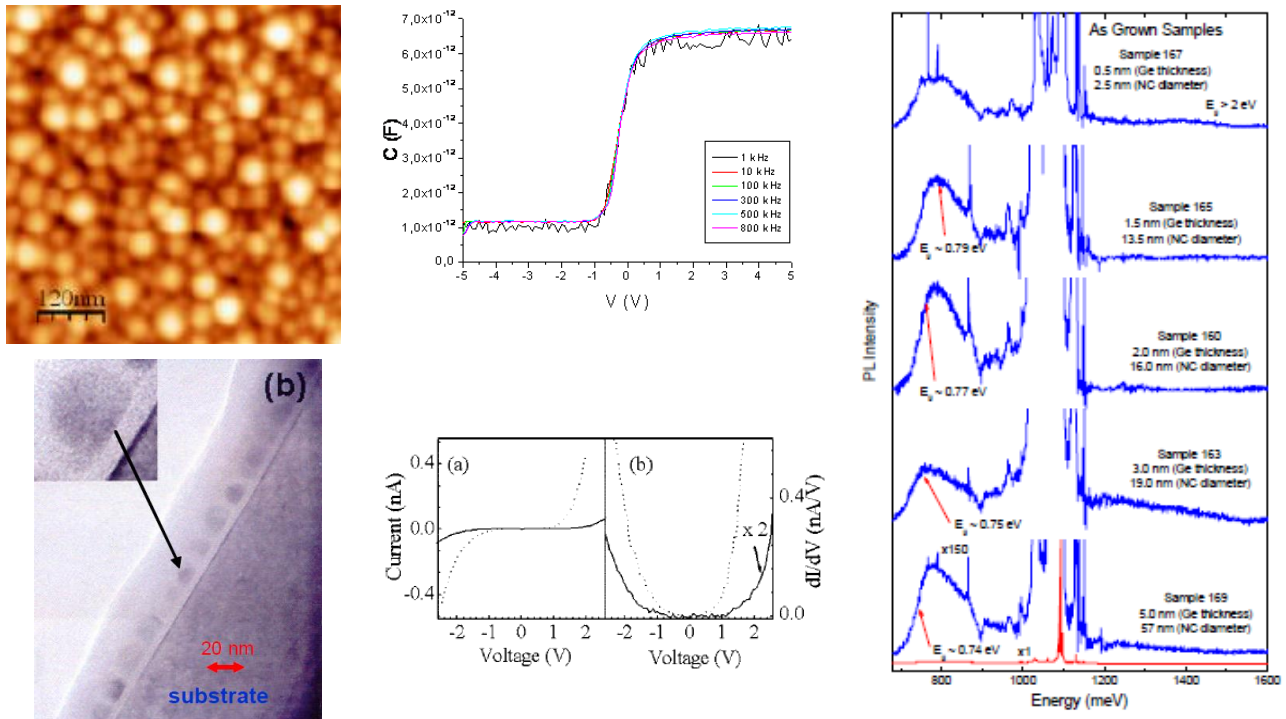 120nm
7,0x10⁻¹²
6,0x10⁻¹²
5,0x10⁻¹²
4,0x10⁻¹²
3,0x10⁻¹²
2,0x10⁻¹²
1,0x10⁻¹²
0,0
C (F)
-5 -4 -3 -2 -1 0 1 2 3 4 5
V (V)
1 kHz
10 kHz
100 kHz
300 kHz
500 kHz
800 kHz
(b)
20 nm
substrate
(a)
(b)
x 2
Current (nA)
0.4
0.0
-0.4
dI/dV (nA/V)
0.4
0.0
-2 -1 0 1 2
-2 -1 0 1 2
Voltage (V)
Voltage (V)
As Grown Samples
Sample 167
0.5 nm (Ge thickness)
2.5 nm (NC diameter)
E_g > 2 eV
Sample 165
1.5 nm (Ge thickness)
13.5 nm (NC diameter)
E_g ~ 0.79 eV
Sample 160
2.0 nm (Ge thickness)
16.0 nm (NC diameter)
E_g ~ 0.77 eV
Sample 163
3.0 nm (Ge thickness)
19.0 nm (NC diameter)
E_g ~ 0.75 eV
x150
Sample 169
5.0 nm (Ge thickness)
57 nm (NC diameter)
E_g ~ 0.74 eV
x1
PL Intensity
800 1000 1200 1400 1600
Energy (meV)